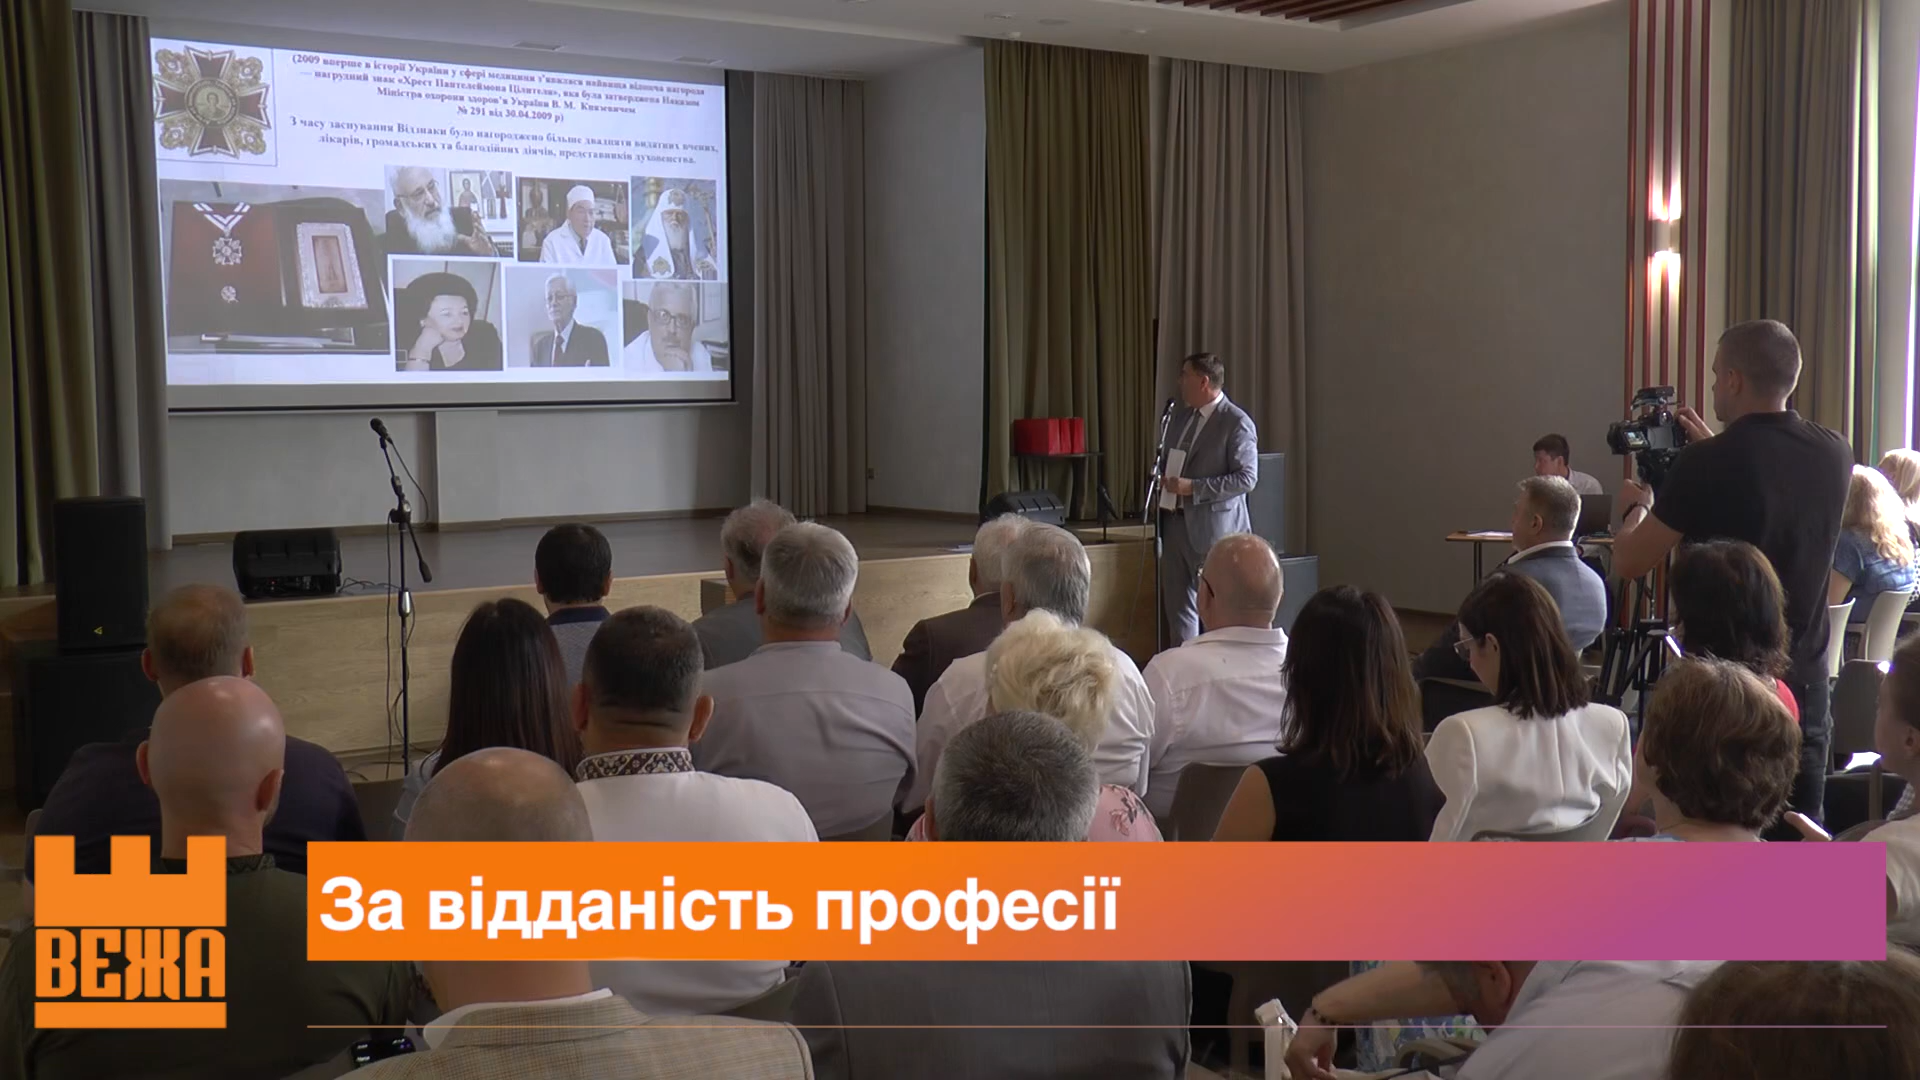 (2009 вперше в історії України у сфері медицини з'явилася найвища відзнача нагорода
— нагрудний знак «Хрест Пантелеймона Цілителя», яка була затверджена Наказом
Міністра охорони здоров'я України В. М. Князевичем
№ 291 від 30.04.2009 р)
З часу заснування Відзнаки було нагороджено більше двадцяти видатних вчених,
лікарів, громадських та благодійних діячів, представників духовенства.
За відданість професії
ВЕЖА